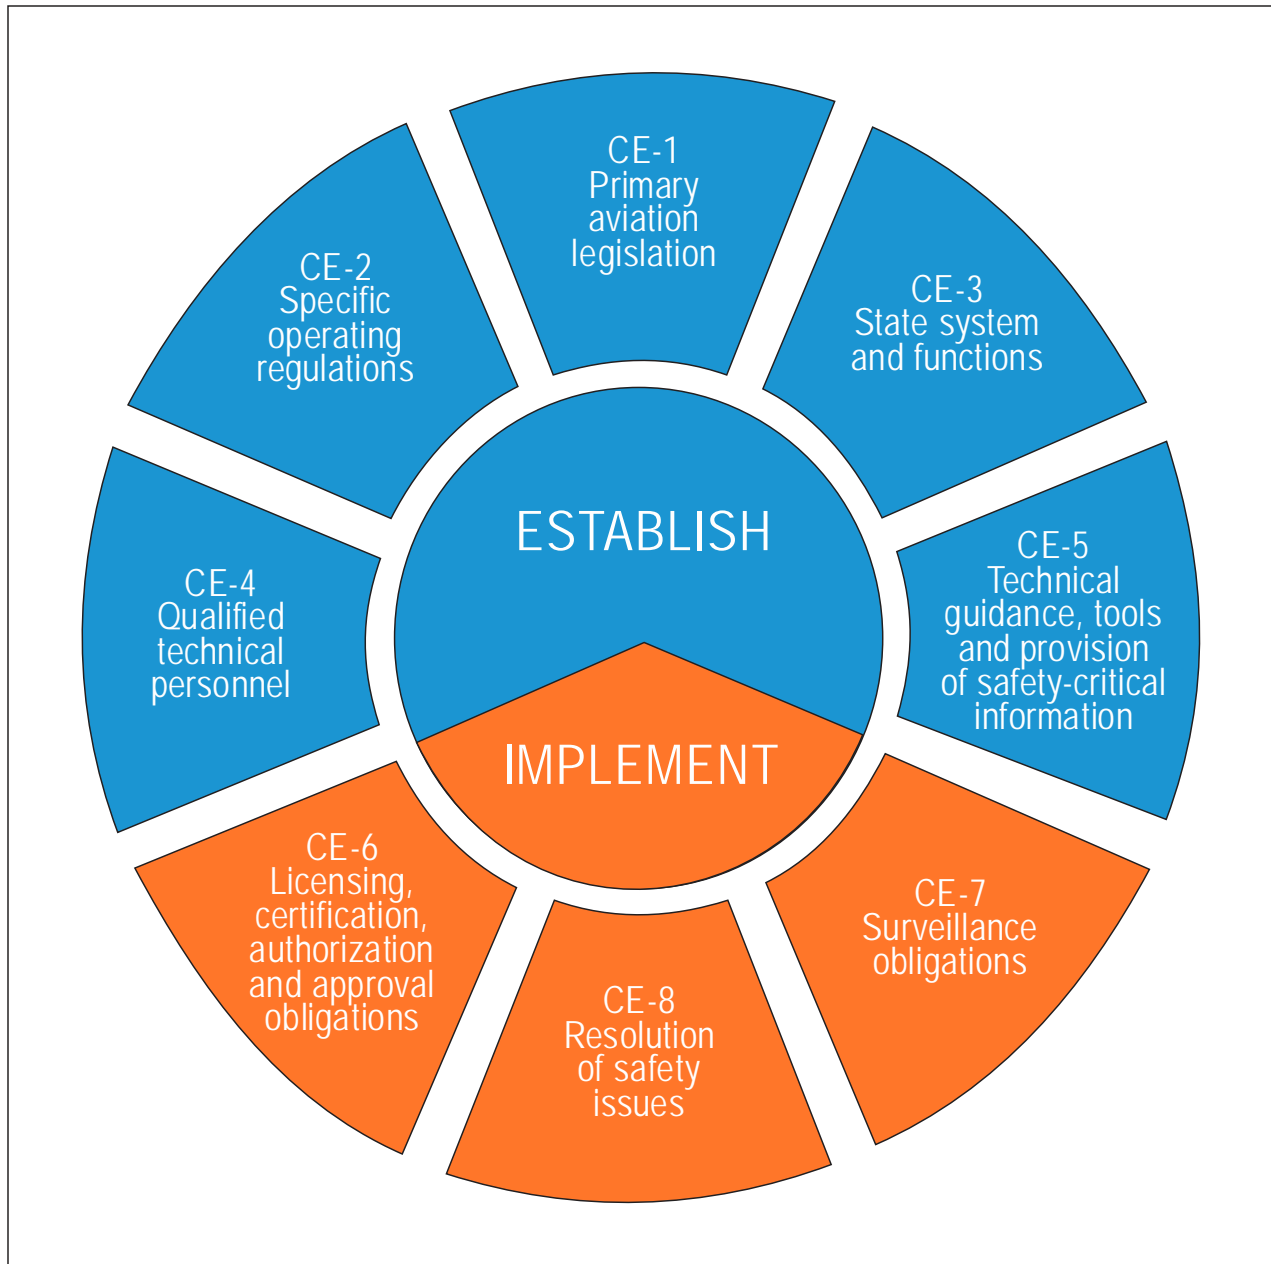 CE-1
Primary
aviation
legislation
CE-2
Specific
operating
regulations
CE-3
State system
and functions
CE-4
Qualified
technical
personnel
ESTABLISH
CE-5
Technical
guidance, tools
and provision
of safety-critical
information
IMPLEMENT
CE-6
Licensing,
certification,
authorization
and approval
obligations
CE-7
Surveillance
obligations
CE-8
Resolution
of safety
issues